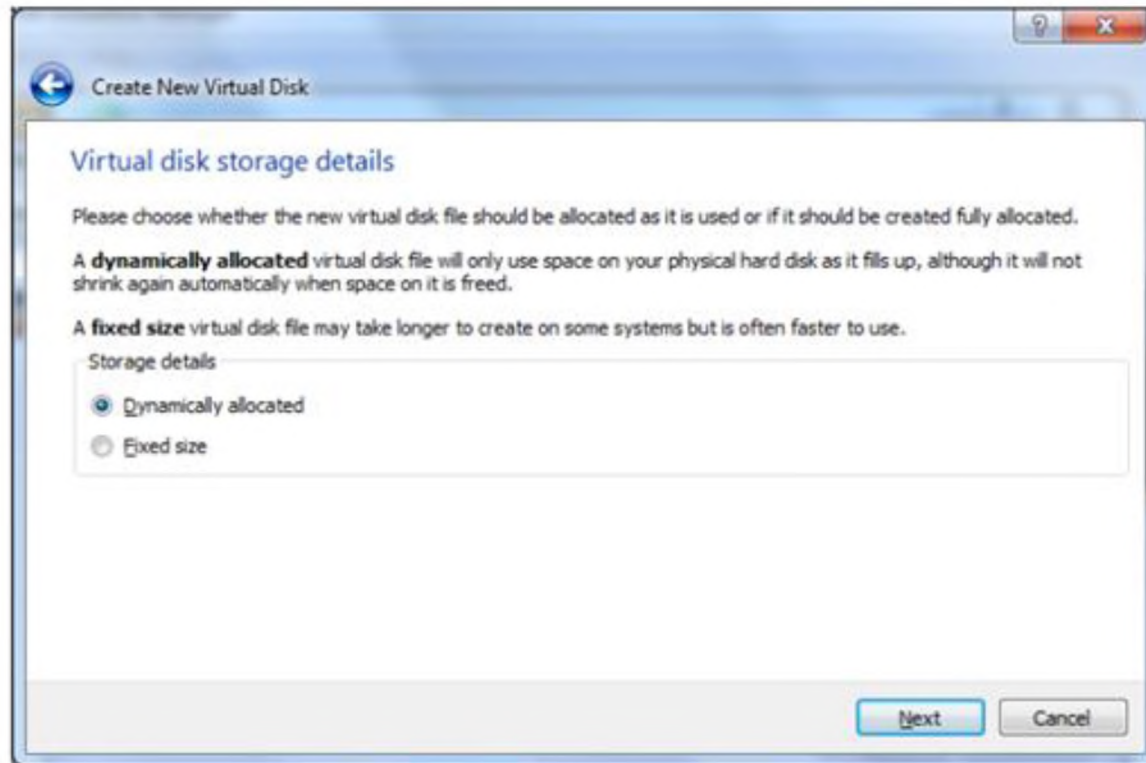 Create New Virtual Disk
Virtual disk storage details
Please choose whether the new virtual disk file should be allocated as it is used or if it should be created fully allocated.
A dynamically allocated virtual disk file will only use space on your physical hard disk as it fills up, although it will not
shrink again automatically when space on it is freed.
A fixed size virtual disk file may take longer to create on some systems but is often faster to use.
Storage details
Dynamically allocated
Fixed size
Next Cancel